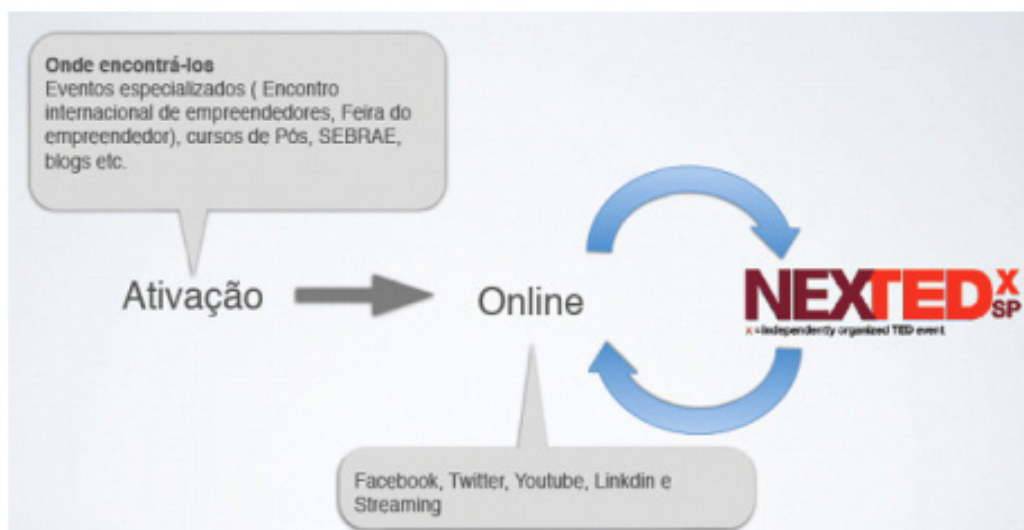 Onde encontrá-los
Eventos especializados ( Encontro
internacional de empreendedores, Feira do
empreendedor), cursos de Pós, SEBRAE,
blogs etc.
Ativação
Online
NEXTEDx
SP
x = independently organized TED event
Facebook, Twitter, Youtube, Linkdin e
Streaming